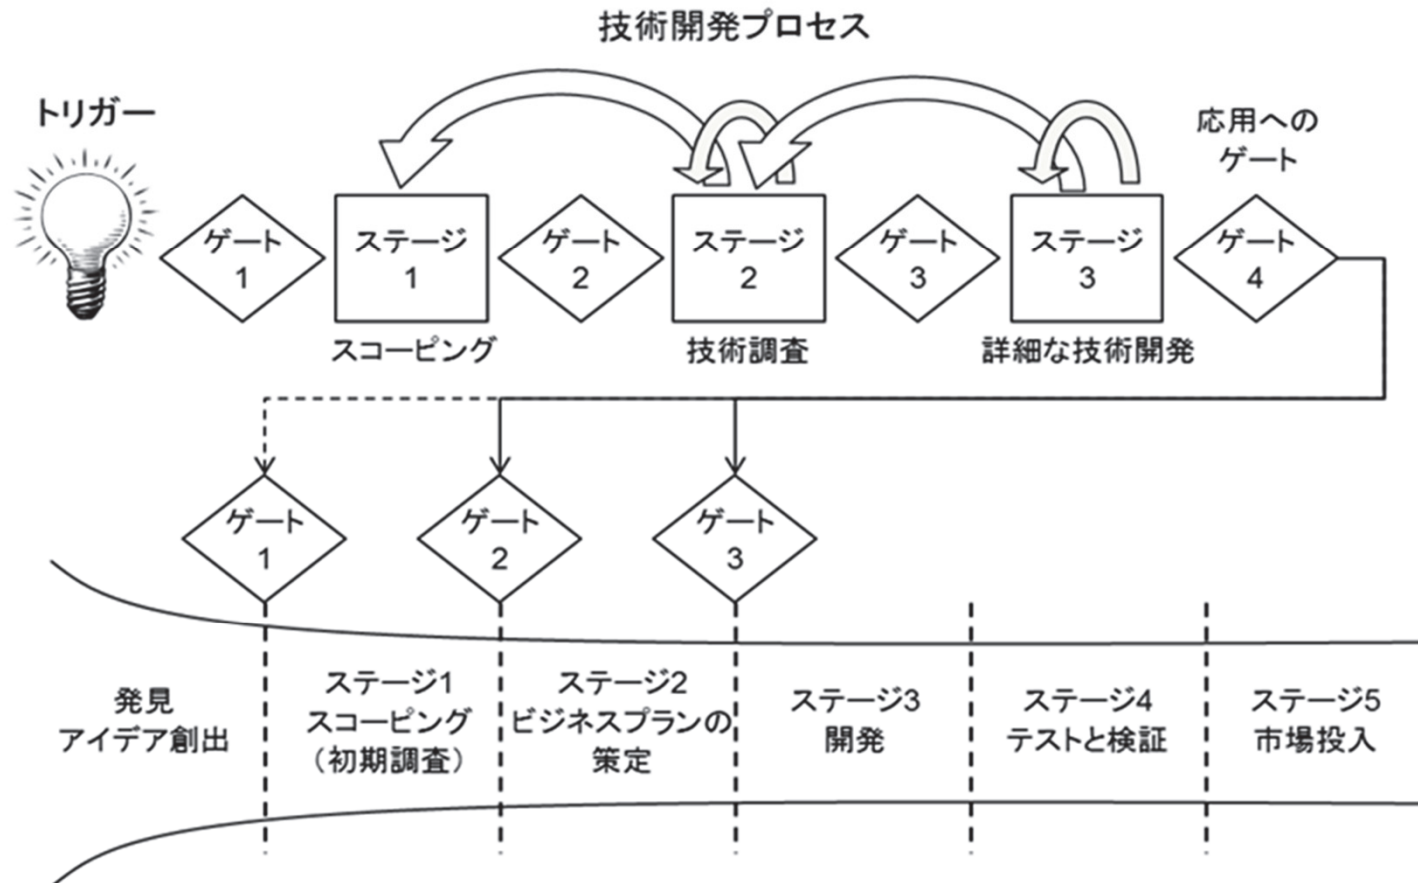 技術開発プロセス
トリガー
応用への
ゲート
ゲート
1
ステージ
1
ゲート
2
ステージ
2
ゲート
3
ステージ
3
ゲート
4
スコーピング
技術調査
詳細な技術開発
ゲート
1
ゲート
2
ゲート
3
発見
アイデア創出
ステージ1
スコーピング
（初期調査）
ステージ2
ビジネスプランの
策定
ステージ3
開発
ステージ4
テストと検証
ステージ5
市場投入